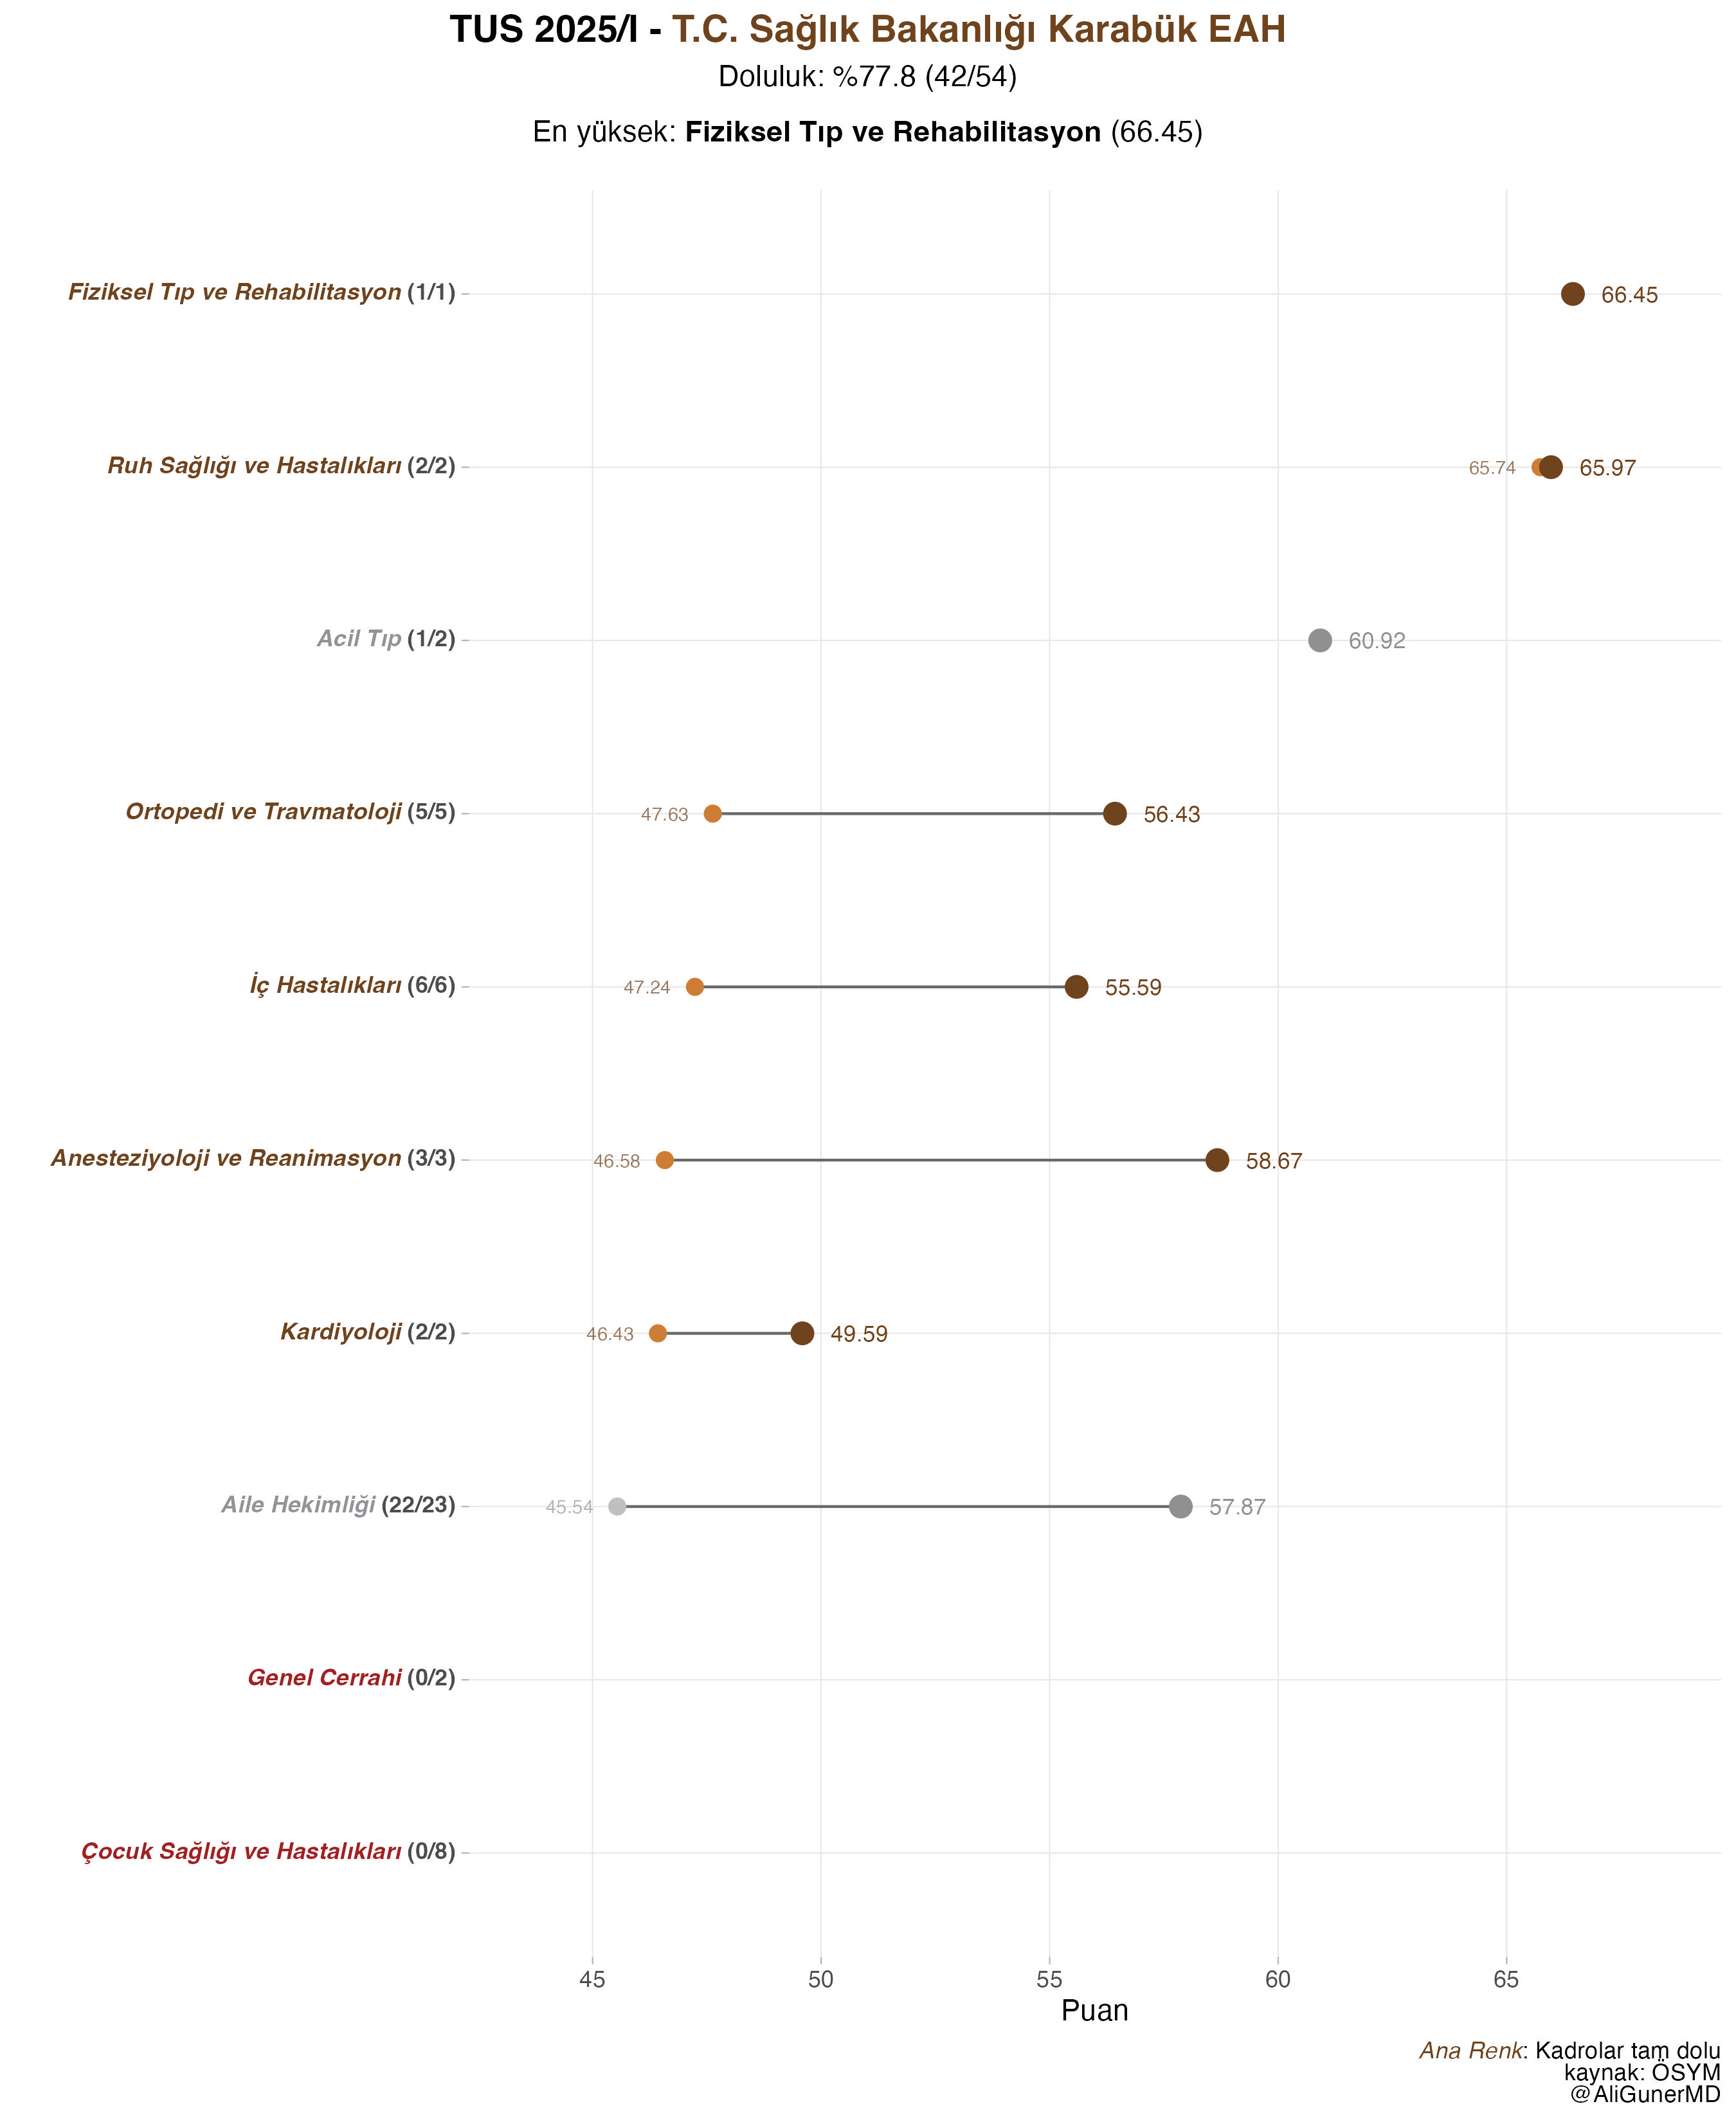 TUS 2025/I - T.C. Sağlık Bakanlığı Karabük EAH
Doluluk: %77.8 (42/54)
En yüksek: Fiziksel Tıp ve Rehabilitasyon (66.45)
Fiziksel Tıp ve Rehabilitasyon (1/1) 66.45
Ruh Sağlığı ve Hastalıkları (2/2) 65.74 65.97
Acil Tıp (1/2) 60.92
Ortopedi ve Travmatoloji (5/5) 47.63 56.43
İç Hastalıkları (6/6) 47.24 55.59
Anesteziyoloji ve Reanimasyon (3/3) 46.58 58.67
Kardiyoloji (2/2) 46.43 49.59
Aile Hekimliği (22/23) 45.54 57.87
Genel Cerrahi (0/2)
Çocuk Sağlığı ve Hastalıkları (0/8)
45 50 55 60 65
Puan
Ana Renk: Kadrolar tam dolu
kaynak: ÖSYM
@AliGunerMD